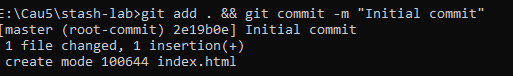 E:\Cau5\stash-lab>git add . && git commit -m "Initial commit"
[master (root-commit) 2e19b0e] Initial commit
 1 file changed, 1 insertion(+)
 create mode 100644 index.html